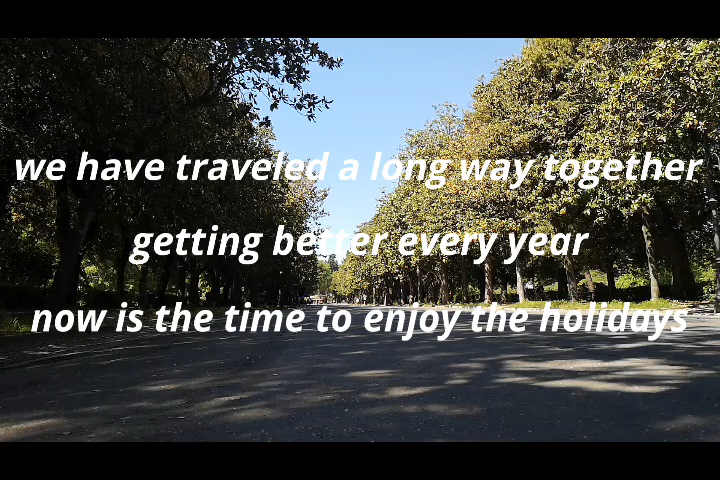 we have traveled a long way together
getting better every year
now is the time to enjoy the holidays